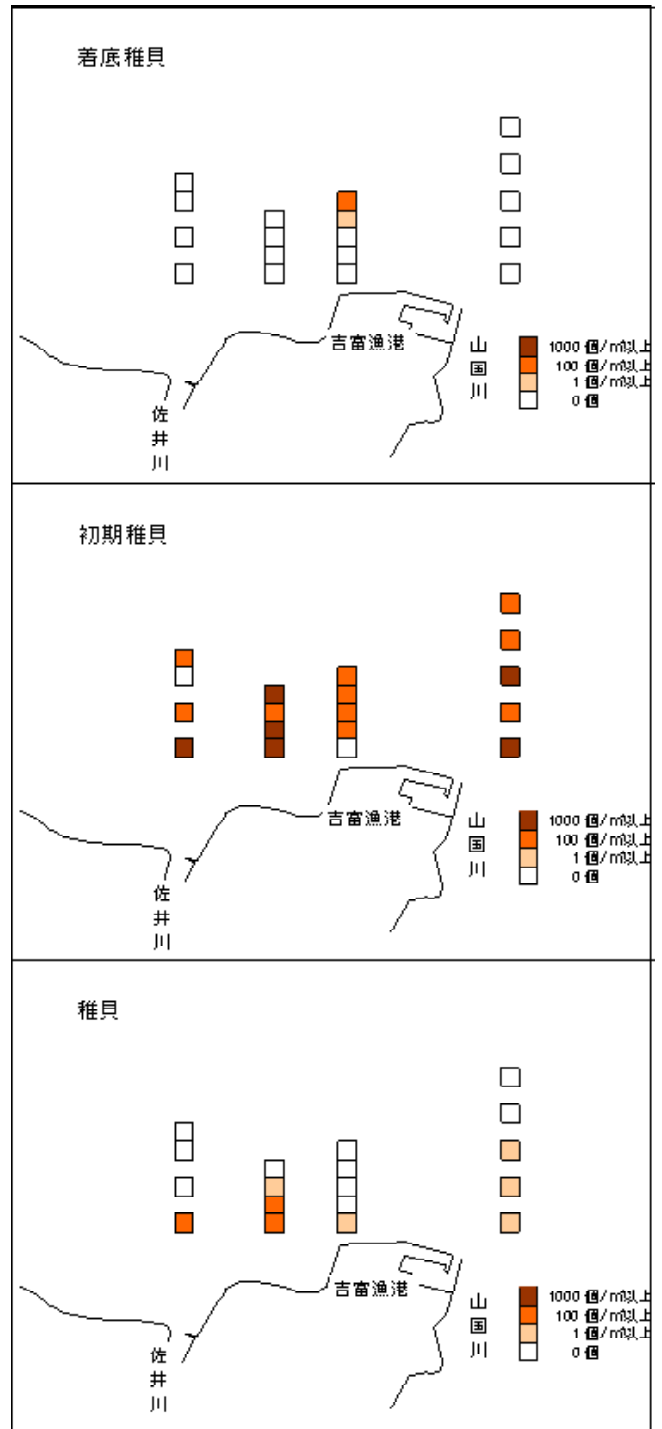 着底稚貝
吉富漁港
山国川
佐井川
1000 個/㎡以上
100 個/㎡以上
1 個/㎡以上
0 個
初期稚貝
吉富漁港
山国川
佐井川
1000 個/㎡以上
100 個/㎡以上
1 個/㎡以上
0 個
稚貝
吉富漁港
山国川
佐井川
1000 個/㎡以上
100 個/㎡以上
1 個/㎡以上
0 個